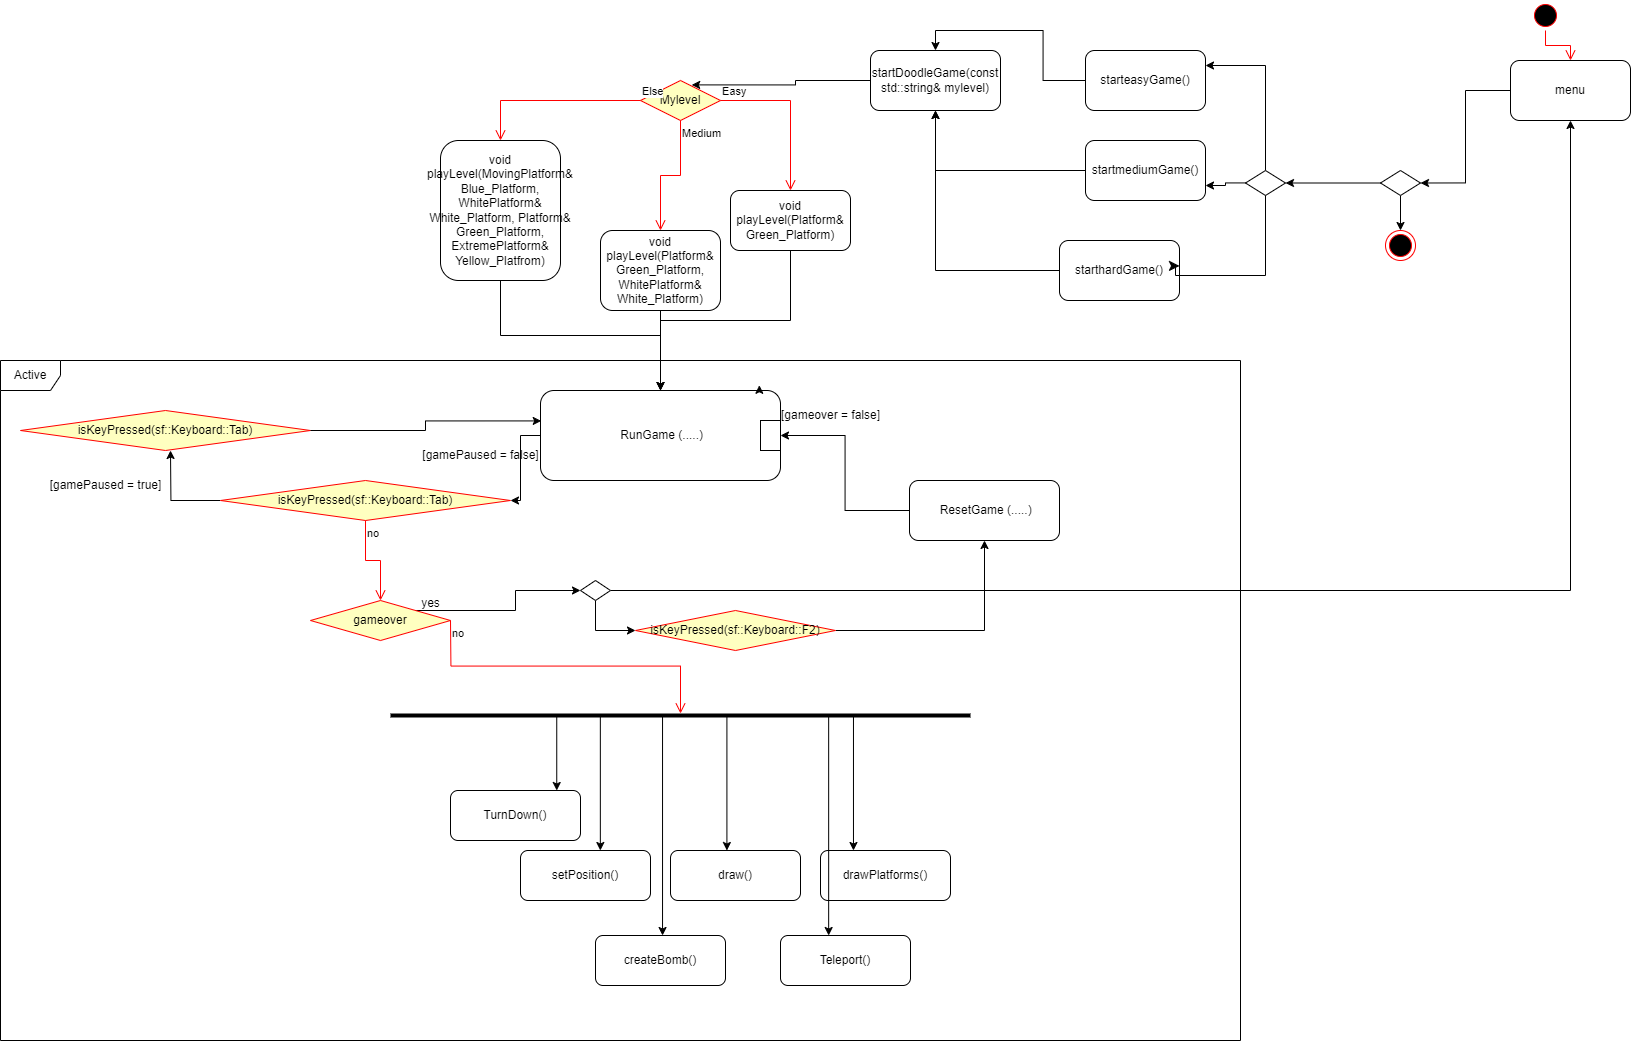 menu
starteasyGame()
startDoodleGame(const
std::string& mylevel)
Else
Mylevel
Easy
Medium
startmediumGame()
starthardGame()
void
playLevel(MovingPlatform&
Blue_Platform,
WhitePlatform&
White_Platform, Platform&
Green_Platform,
ExtremePlatform&
Yellow_Platfrom)
void
playLevel(Platform&
Green_Platform,
WhitePlatform&
White_Platform)
void
playLevel(Platform&
Green_Platform)
Active
isKeyPressed(sf::Keyboard::Tab)
[gamePaused = true]
isKeyPressed(sf::Keyboard::Tab)
[gamePaused = false]
RunGame (.....)
[gameover = false]
ResetGame (.....)
no
gameover
yes
no
isKeyPressed(sf::Keyboard::F2)
TurnDown()
setPosition()
draw()
drawPlatforms()
createBomb()
Teleport()